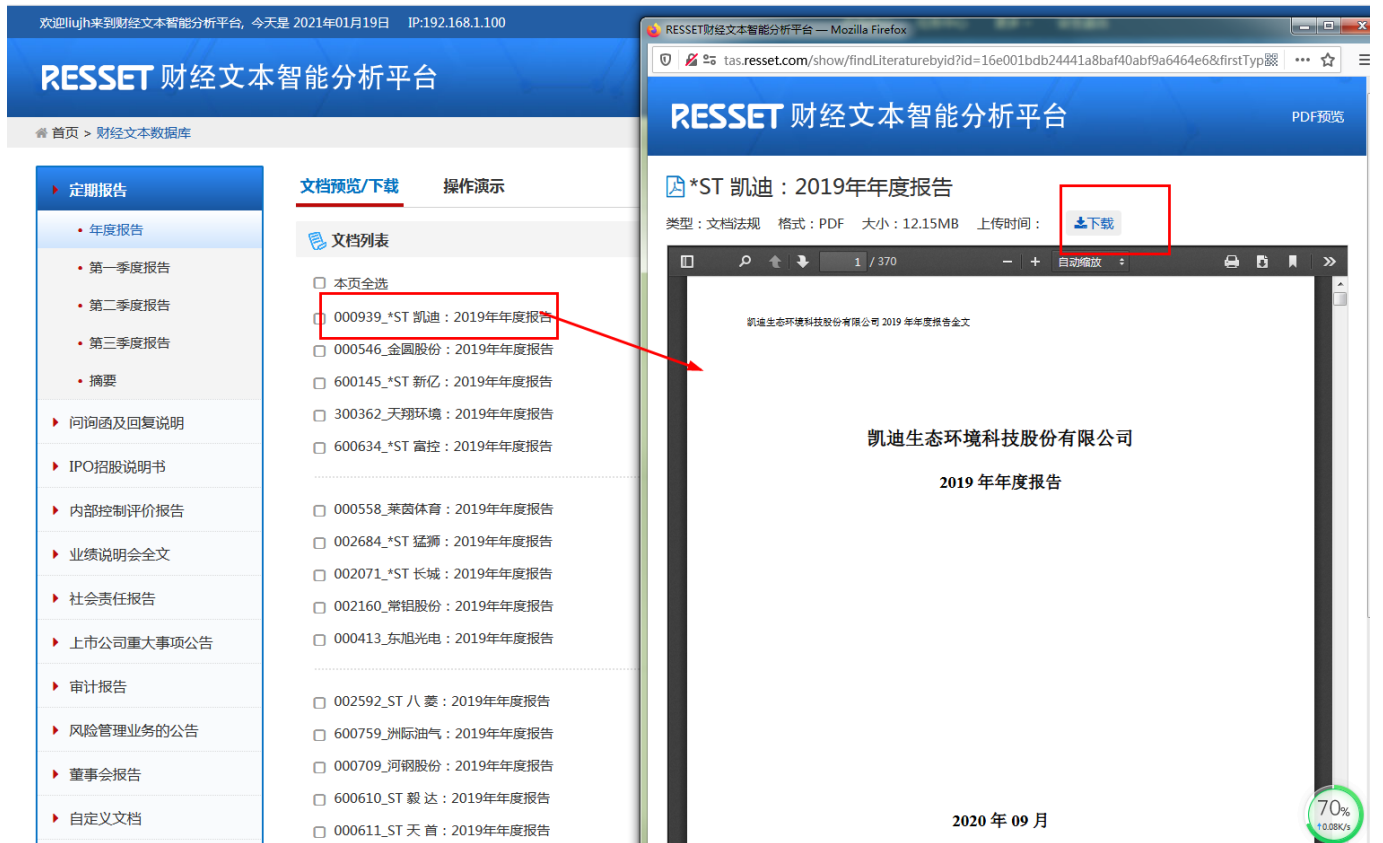 欢迎liujh来到财经文本智能分析平台, 今天是 2021年01月19日 IP:192.168.1.100
RESSET 财经文本智能分析平台
首页 > 财经文本数据库
定期报告
年度报告
第一季度报告
第二季度报告
第三季度报告
摘要
问询函及回复说明
IPO招股说明书
内部控制评价报告
业绩说明会全文
社会责任报告
上市公司重大事项公告
审计报告
风险管理业务的公告
董事会报告
自定义文档
文档预览/下载 操作演示
文档列表
本页全选
000939_*ST 凯迪：2019年年度报告
000546_金圆股份：2019年年度报告
600145_*ST 新亿：2019年年度报告
300362_天翔环境：2019年年度报告
600634_*ST 富控：2019年年度报告
000558_莱茵体育：2019年年度报告
002684_*ST 猛狮：2019年年度报告
002071_*ST 长城：2019年年度报告
002160_常铝股份：2019年年度报告
000413_东旭光电：2019年年度报告
002592_ST 八 菱：2019年年度报告
600759_洲际油气：2019年年度报告
000709_河钢股份：2019年年度报告
600610_ST 毅 达：2019年年度报告
000611_ST 天 首：2019年年度报告
RESSET财经文本智能分析平台 — Mozilla Firefox
tas.resset.com/show/findLiteraturebyid?id=16e001bdb24441a8baf40abf9a6464e6&firstTyp
RESSET 财经文本智能分析平台
PDF预览
*ST 凯迪：2019年年度报告
类型：文档法规 格式：PDF 大小：12.15MB 上传时间： 下载
1 / 370 自动缩放
凯迪生态环境科技股份有限公司 2019 年年度报告全文
凯迪生态环境科技股份有限公司
2019 年年度报告
2020 年 09 月
70%
↑0.08K/s